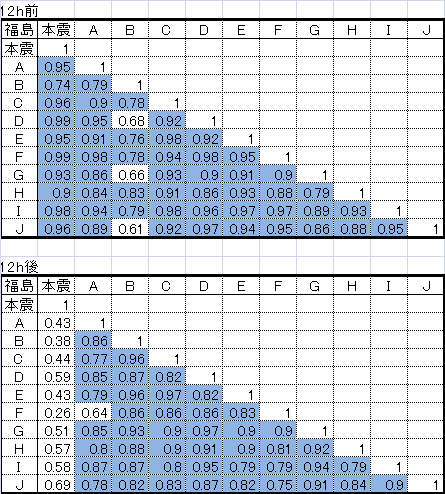 12h前
福島 本震 A B C D E F G H I J
本震 1
A 0.95 1
B 0.74 0.79 1
C 0.96 0.9 0.78 1
D 0.99 0.95 0.68 0.92 1
E 0.95 0.91 0.76 0.98 0.92 1
F 0.99 0.98 0.78 0.94 0.98 0.95 1
G 0.93 0.86 0.66 0.93 0.9 0.91 0.9 1
H 0.9 0.84 0.83 0.91 0.86 0.93 0.88 0.79 1
I 0.98 0.94 0.79 0.98 0.96 0.97 0.97 0.89 0.93 1
J 0.96 0.89 0.61 0.92 0.97 0.94 0.95 0.86 0.88 0.95 1
12h後
福島 本震 A B C D E F G H I J
本震 1
A 0.43 1
B 0.38 0.86 1
C 0.44 0.77 0.96 1
D 0.59 0.85 0.87 0.82 1
E 0.43 0.79 0.96 0.97 0.82 1
F 0.26 0.64 0.86 0.86 0.86 0.83 1
G 0.51 0.85 0.93 0.9 0.97 0.9 0.9 1
H 0.57 0.8 0.88 0.9 0.91 0.9 0.81 0.92 1
I 0.58 0.87 0.87 0.8 0.95 0.79 0.79 0.94 0.79 1
J 0.69 0.78 0.82 0.83 0.87 0.82 0.75 0.91 0.84 0.9 1